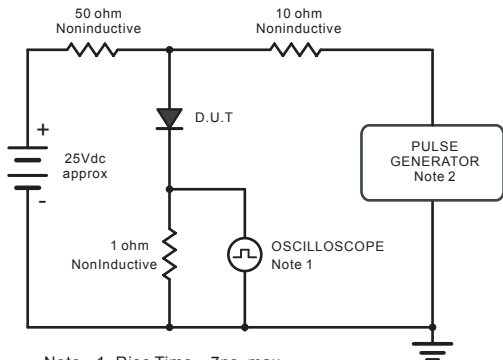 50 ohm
Noninductive
10 ohm
Noninductive
D.U.T
+
25Vdc
approx
-
PULSE
GENERATOR
Note 2
1 ohm
NonInductive
OSCILLOSCOPE
Note 1